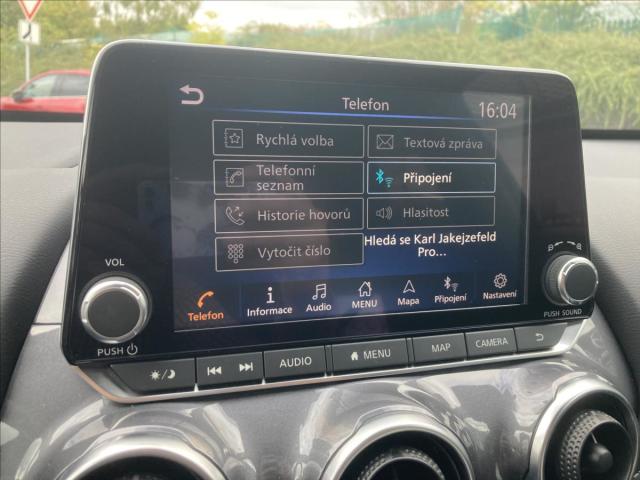 Telefon
16:04
Rychlá volba
Textová zpráva
Telefonní
seznam
Připojení
Historie hovorů
Hlasitost
Vytočit číslo
Hledá se Karl Jakejzefeld
Pro...
Telefon
Informace
Audio
MENU
Mapa
Připojení
Nastavení
VOL
PUSH
PUSH SOUND
AUDIO
MENU
MAP
CAMERA